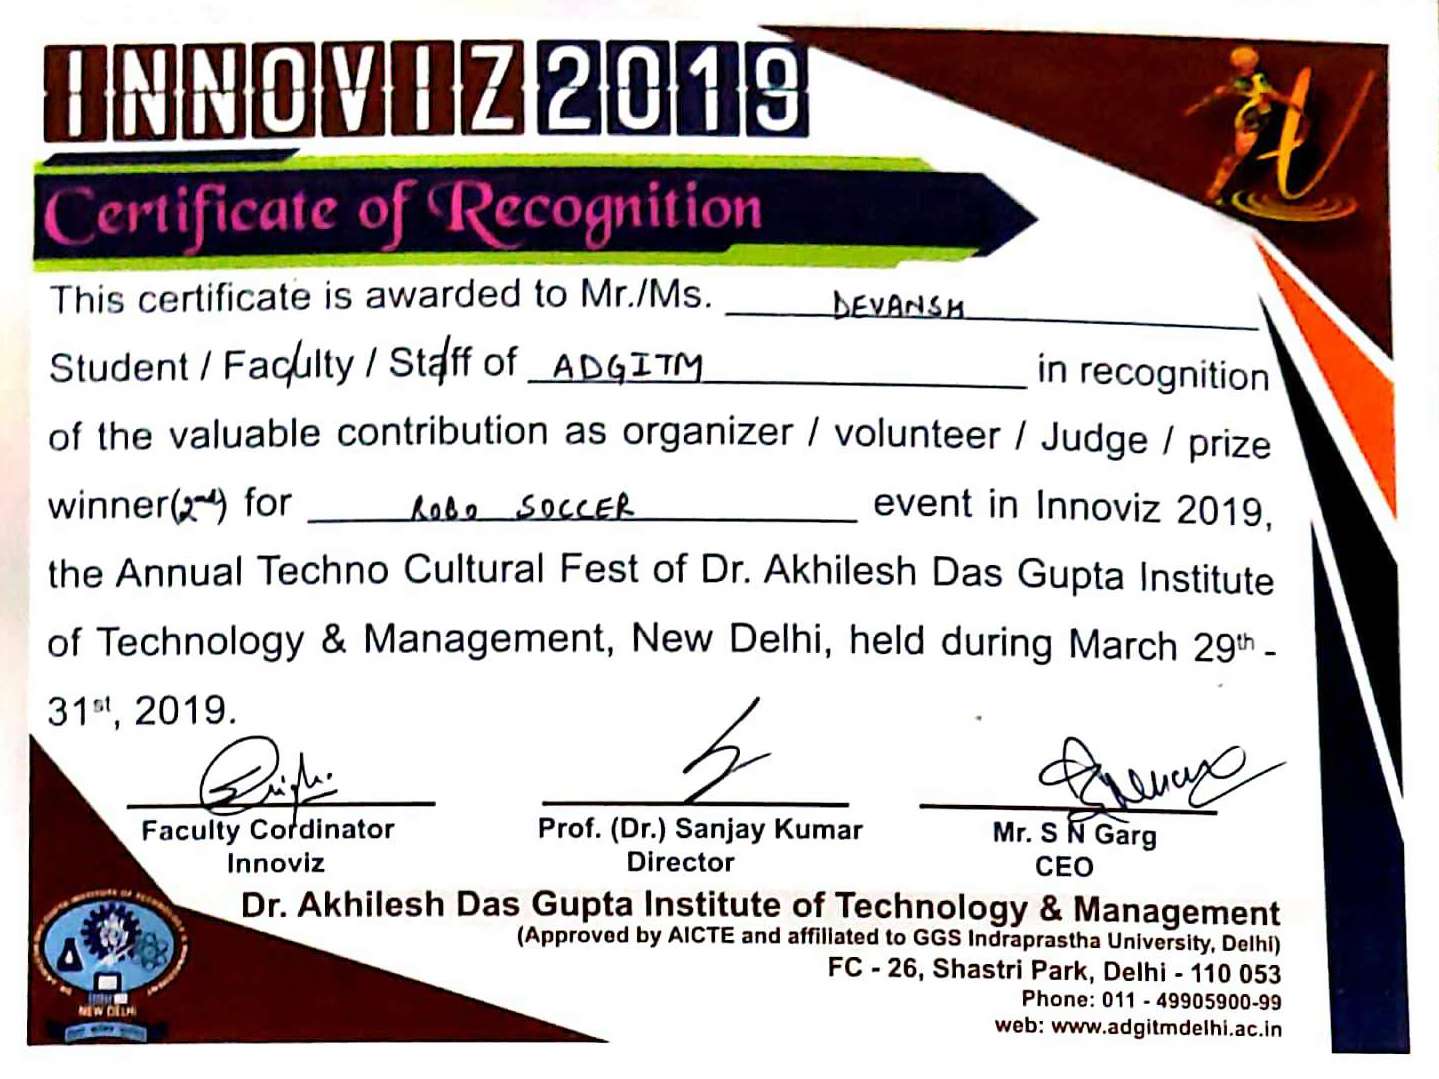 INNOVIZ 2019
Certificate of Recognition
This certificate is awarded to Mr./Ms. DEVANSH
Student / Faculty / Staff of ADGITM in recognition
of the valuable contribution as organizer / volunteer / Judge / prize
winner(2nd) for ROBO SOCCER event in Innoviz 2019,
the Annual Techno Cultural Fest of Dr. Akhilesh Das Gupta Institute
of Technology & Management, New Delhi, held during March 29th -
31st, 2019.
Faculty Cordinator
Innoviz
Prof. (Dr.) Sanjay Kumar
Director
Mr. S N Garg
CEO
Dr. Akhilesh Das Gupta Institute of Technology & Management
(Approved by AICTE and affiliated to GGS Indraprastha University, Delhi)
FC - 26, Shastri Park, Delhi - 110 053
Phone: 011 - 49905900-99
web: www.adgitmdelhi.ac.in
NEW DELHI